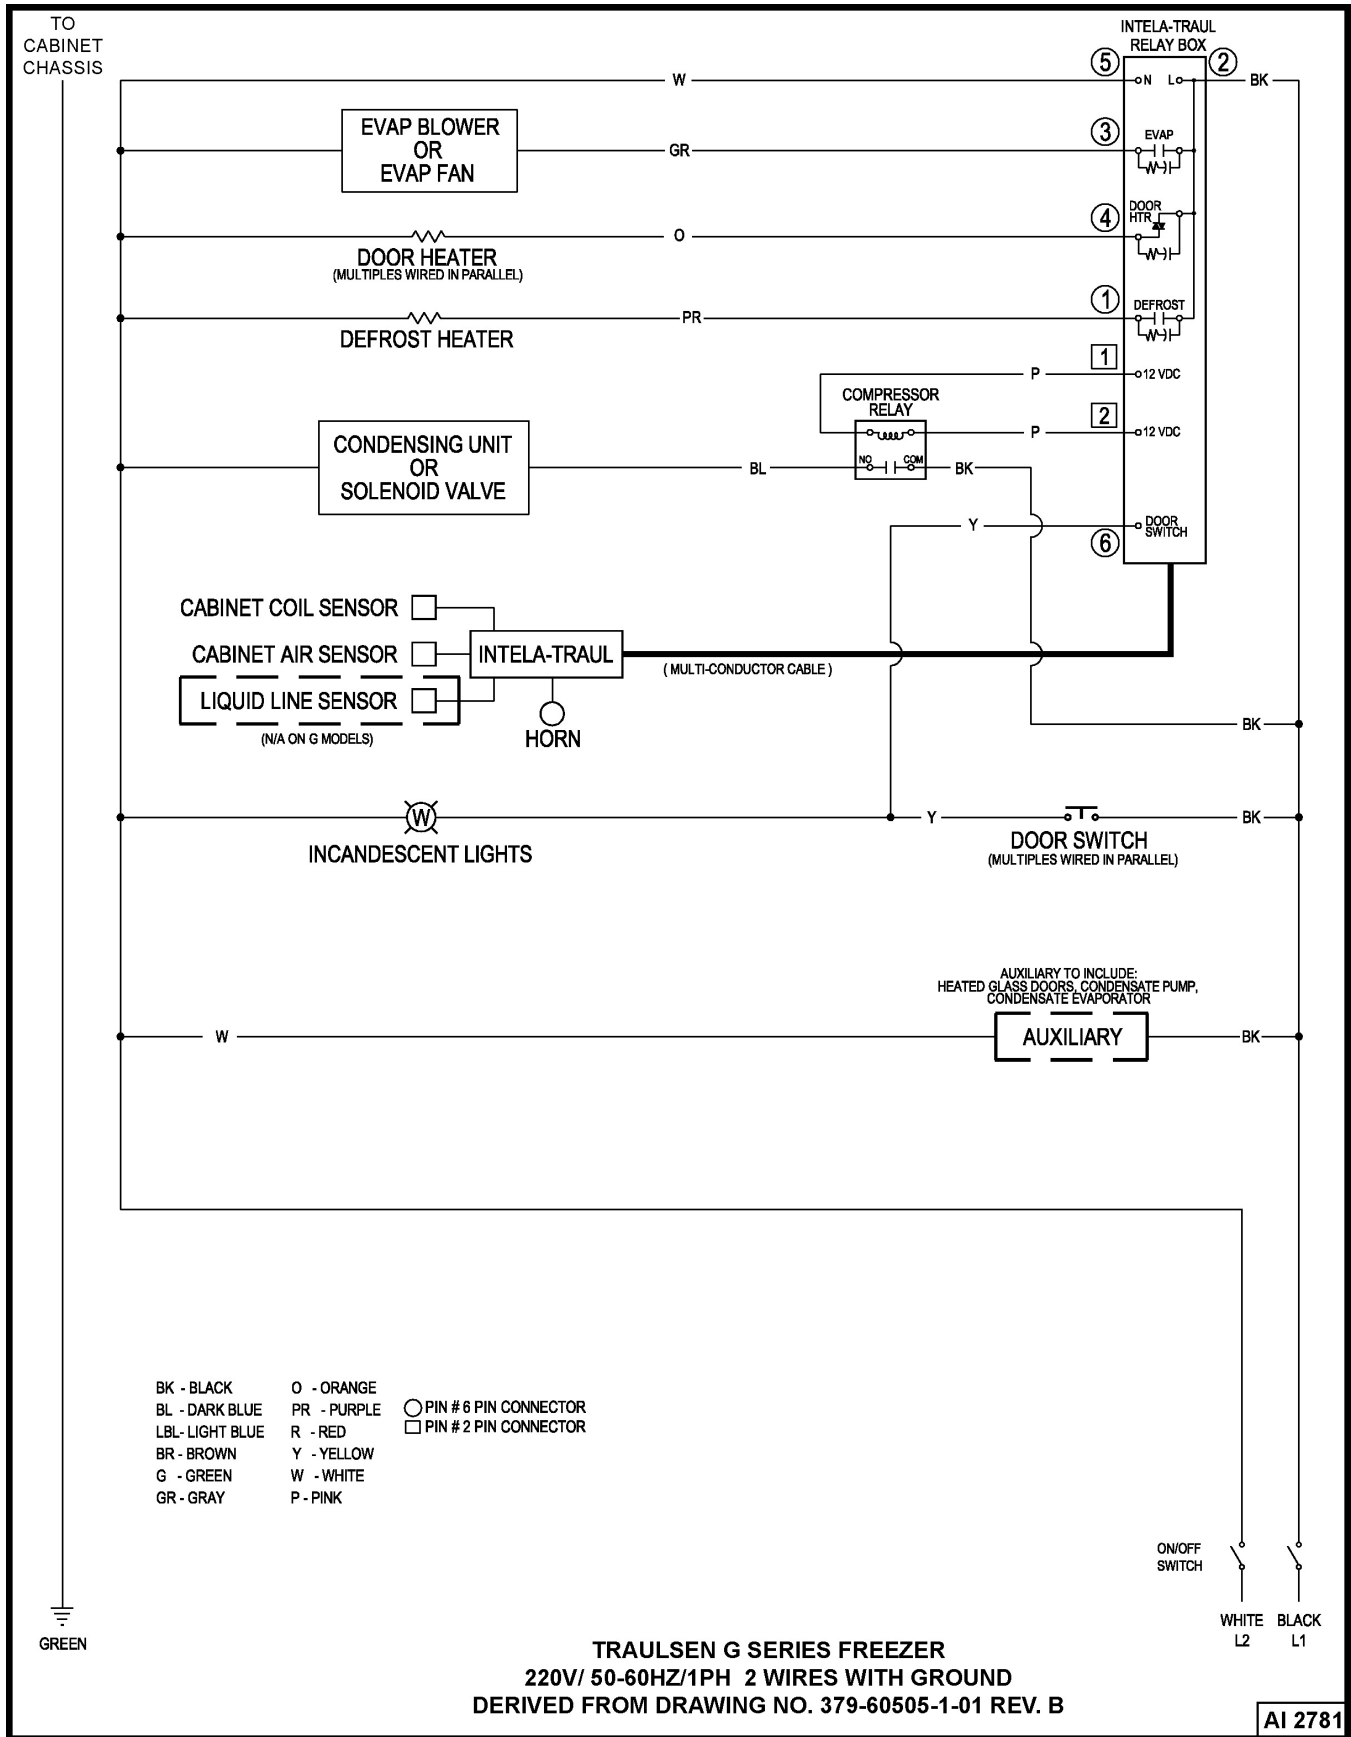 TO
CABINET
CHASSIS
INTELA-TRAUL
RELAY BOX
5
N
L
2
W
BK
EVAP BLOWER
OR
EVAP FAN
GR
3
EVAP
W
DOOR HEATER
(MULTIPLES WIRED IN PARALLEL)
O
4
DOOR
HTR
W
DEFROST HEATER
PR
1
DEFROST
W
1
P
12 VDC
COMPRESSOR
RELAY
2
P
12 VDC
CONDENSING UNIT
OR
SOLENOID VALVE
BL
NO
COM
BK
Y
DOOR
SWITCH
6
CABINET COIL SENSOR
CABINET AIR SENSOR
LIQUID LINE SENSOR
(N/A ON G MODELS)
INTELA-TRAUL
(MULTI-CONDUCTOR CABLE)
HORN
BK
W
INCANDESCENT LIGHTS
Y
DOOR SWITCH
(MULTIPLES WIRED IN PARALLEL)
BK
AUXILIARY TO INCLUDE:
HEATED GLASS DOORS, CONDENSATE PUMP,
CONDENSATE EVAPORATOR
W
AUXILIARY
BK
BK - BLACK
BL - DARK BLUE
LBL- LIGHT BLUE
BR - BROWN
G - GREEN
GR - GRAY
O - ORANGE
PR - PURPLE
R - RED
Y - YELLOW
W - WHITE
P - PINK
PIN # 6 PIN CONNECTOR
PIN # 2 PIN CONNECTOR
ON/OFF
SWITCH
WHITE
L2
BLACK
L1
GREEN
TRAULSEN G SERIES FREEZER
220V/ 50-60HZ/1PH 2 WIRES WITH GROUND
DERIVED FROM DRAWING NO. 379-60505-1-01 REV. B
AI 2781